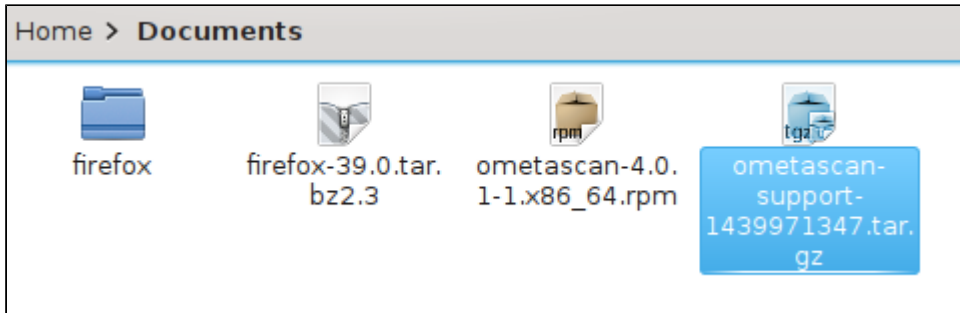 Home > Documents
rpm
tgz
firefox
firefox-39.0.tar.
bz2.3
ometascan-4.0.
1-1.x86_64.rpm
ometascan-
support-
1439971347.tar.
gz